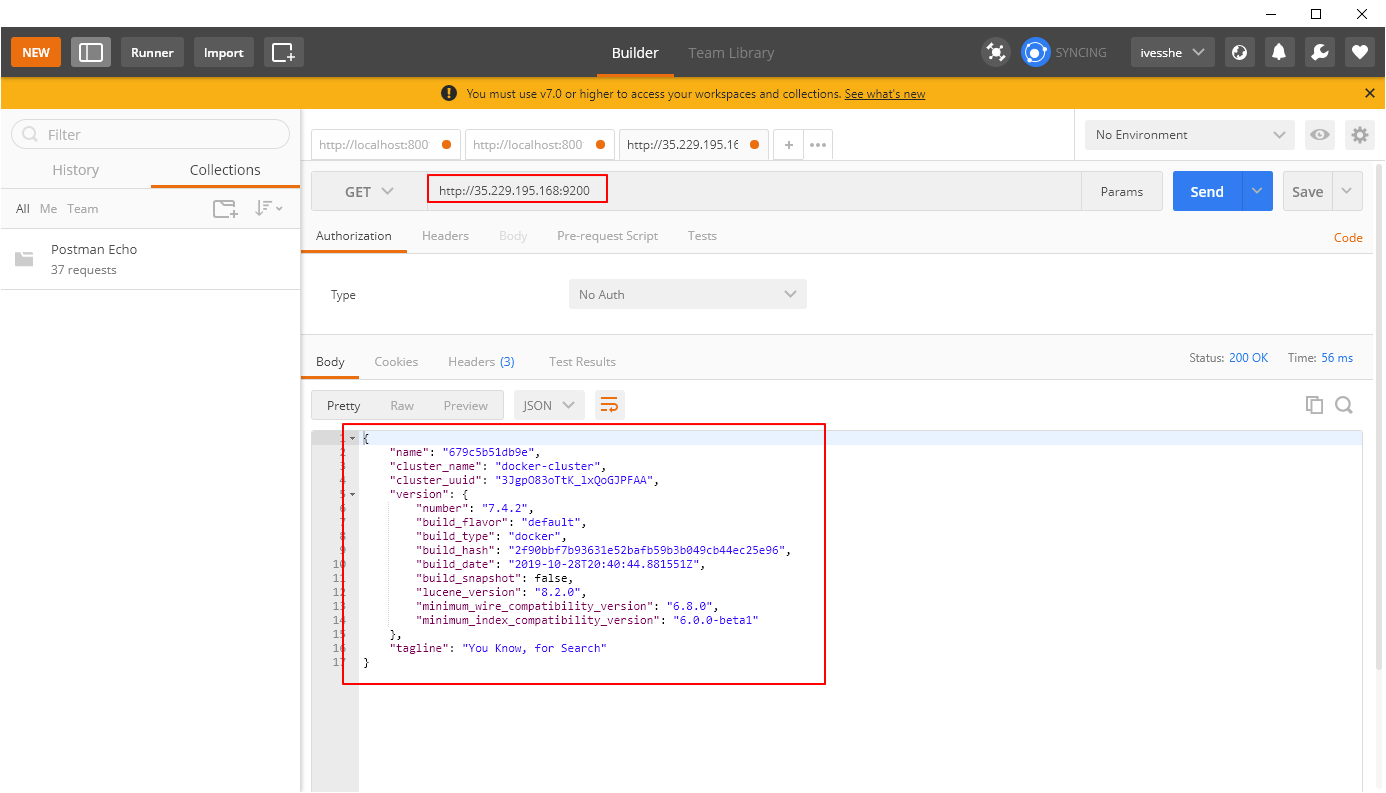 NEW Runner Import Builder Team Library SYNCING ivesshe
You must use v7.0 or higher to access your workspaces and collections. See what's new
Filter
History Collections
All Me Team
Postman Echo
37 requests
http://localhost:800 http://localhost:800 http://35.229.195.16 + ••• No Environment
GET http://35.229.195.168:9200 Params Send Save
Authorization Headers Body Pre-request Script Tests Code
Type No Auth
Body Cookies Headers (3) Test Results Status: 200 OK Time: 56 ms
Pretty Raw Preview JSON
1 {
2 "name": "679c5b51db9e",
3 "cluster_name": "docker-cluster",
4 "cluster_uuid": "3JgpO83oTtK_lxQoGJPFAA",
5 "version": {
6 "number": "7.4.2",
7 "build_flavor": "default",
8 "build_type": "docker",
9 "build_hash": "2f90bbf7b93631e52bafb59b3b049cb44ec25e96",
10 "build_date": "2019-10-28T20:40:44.881551Z",
11 "build_snapshot": false,
12 "lucene_version": "8.2.0",
13 "minimum_wire_compatibility_version": "6.8.0",
14 "minimum_index_compatibility_version": "6.0.0-beta1"
15 },
16 "tagline": "You Know, for Search"
17 }